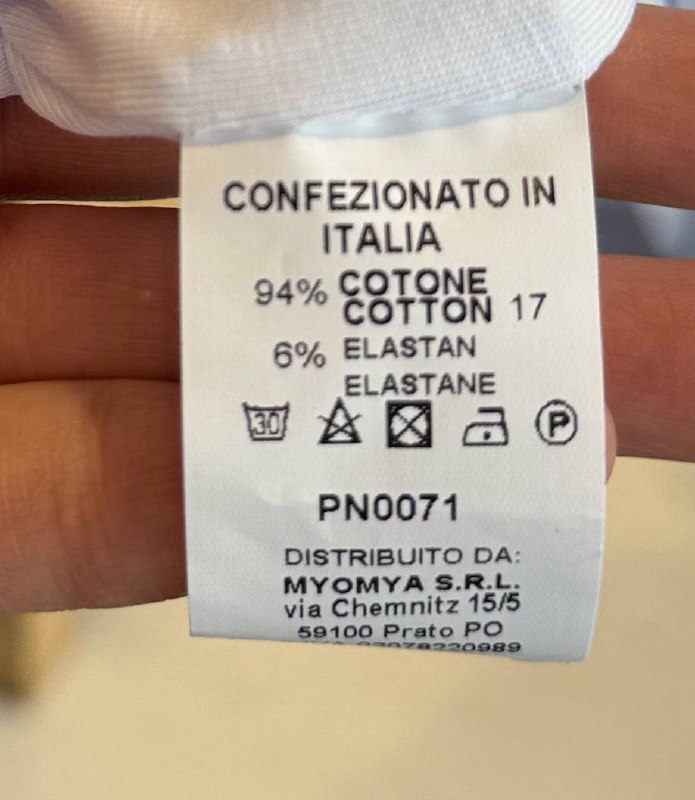 CONFEZIONATO IN
ITALIA
94% COTONE
COTTON 17
6% ELASTAN
ELASTANE
30
P
PN0071
DISTRIBUITO DA:
MYOMYA S.R.L.
via Chemnitz 15/5
59100 Prato PO